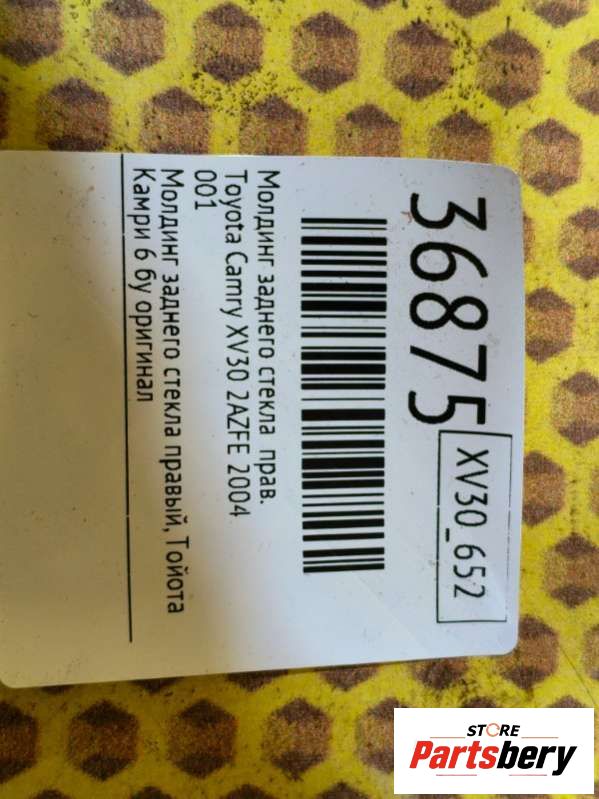 36875
XV30_652
Молдинг заднего стекла прав.
Toyota Camry XV30 2AZFE 2004
001
Молдинг заднего стекла правый, Тойота
Камри 6 бу оригинал
STORE
Partsbery